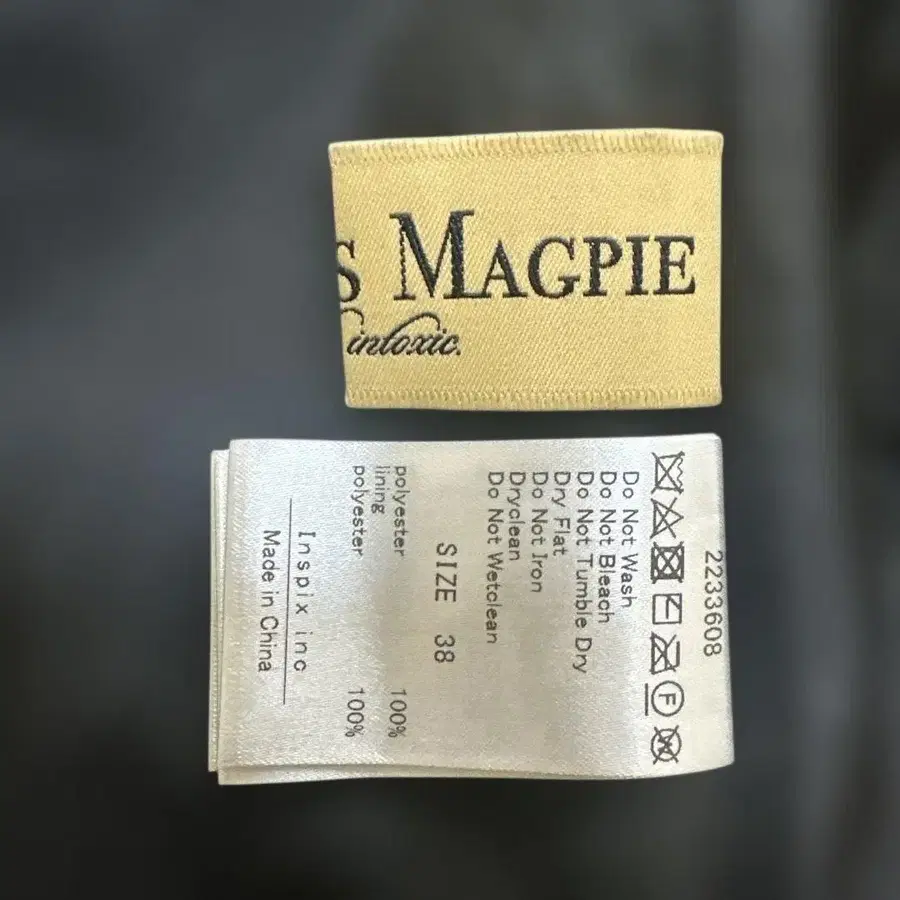 S MAGPIE
intoxic.
2233608
Do Not Wash
Do Not Bleach
Do Not Tumble Dry
Dry Flat
Do Not Iron
Dryclean
Do Not Wetclean
SIZE 38
polyester 100%
lining
polyester 100%
Inspix inc
Made in China